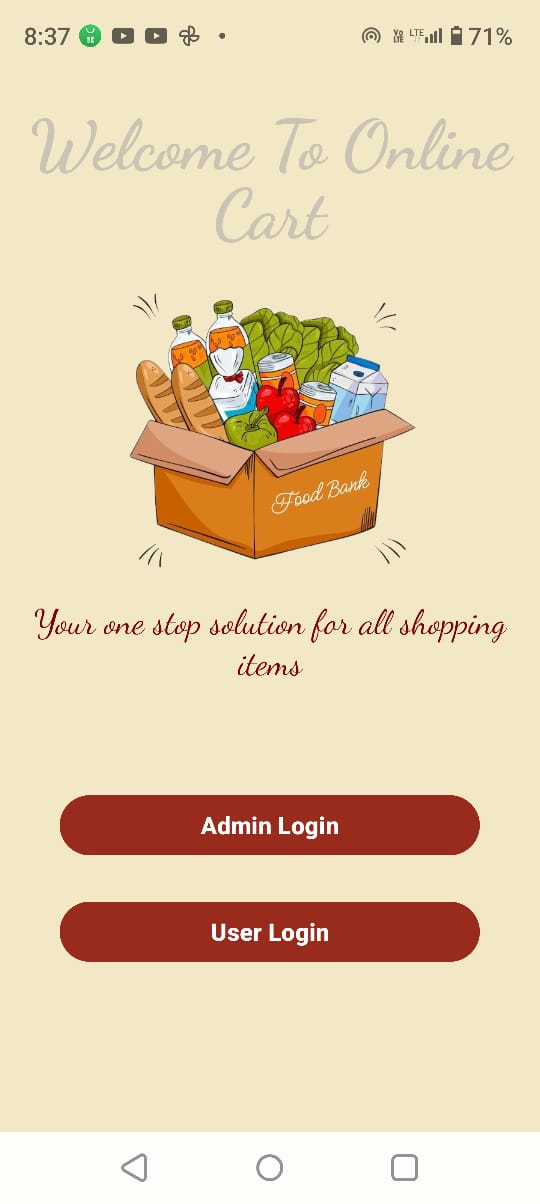 8:37 71%
Welcome To Online
Cart
Food Bank
Your one stop solution for all shopping
items
Admin Login
User Login